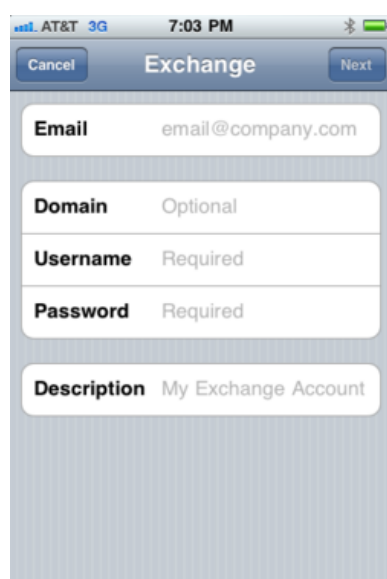 AT&T 3G 7:03 PM
Cancel Exchange Next
Email email@company.com
Domain Optional
Username Required
Password Required
Description My Exchange Account